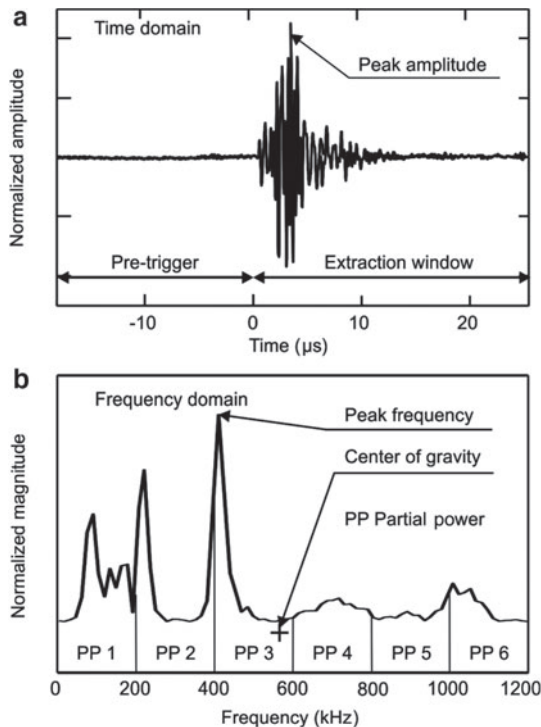 a
Time domain
Peak amplitude
Normalized amplitude
Pre-trigger
Extraction window
-10 0 10 20
Time (μs)
b
Frequency domain
Peak frequency
Center of gravity
PP Partial power
Normalized magnitude
PP 1 PP 2 PP 3 PP 4 PP 5 PP 6
0 200 400 600 800 1000 1200
Frequency (kHz)